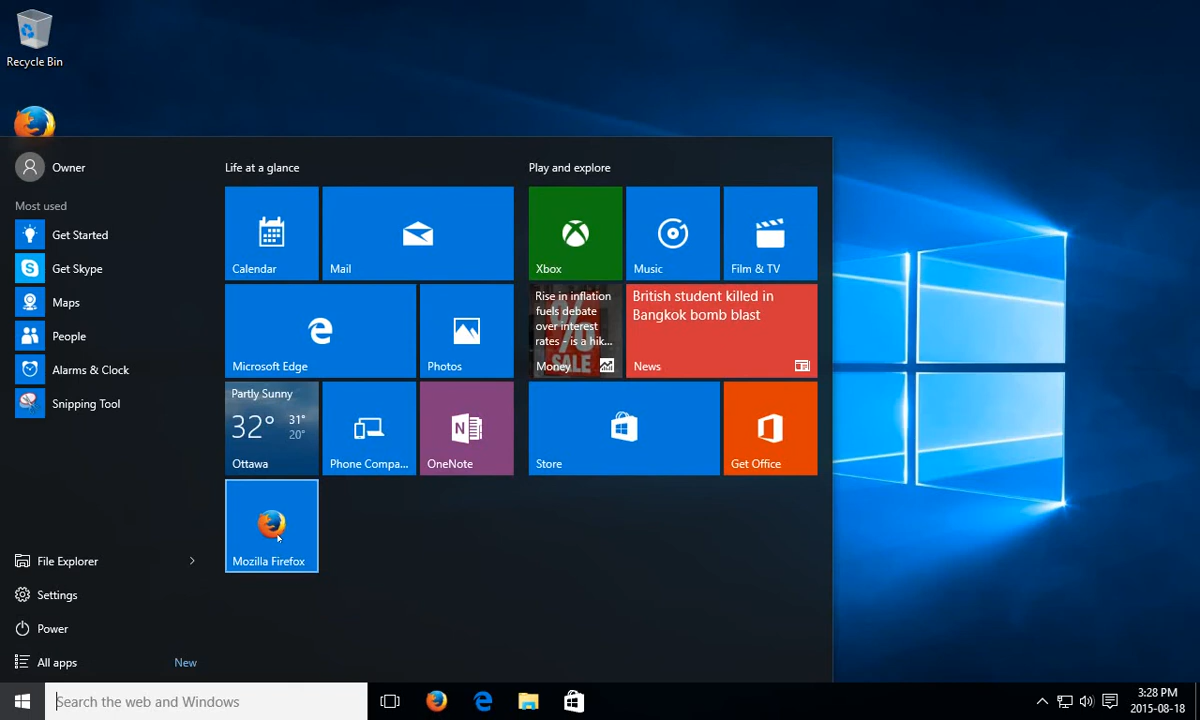 Recycle Bin
Owner
Most used
Get Started
Get Skype
Maps
People
Alarms & Clock
Snipping Tool
File Explorer
Settings
Power
All apps
New
Life at a glance
Calendar
Mail
Microsoft Edge
Photos
Partly Sunny
32°
31°
20°
Ottawa
Phone Compa...
N
OneNote
Mozilla Firefox
Play and explore
Xbox
Music
Film & TV
Rise in inflation
fuels debate
over interest
rates - is a hik...
%
SALE
Money
British student killed in
Bangkok bomb blast
News
Store
Get Office
Search the web and Windows
3:28 PM
2015-08-18